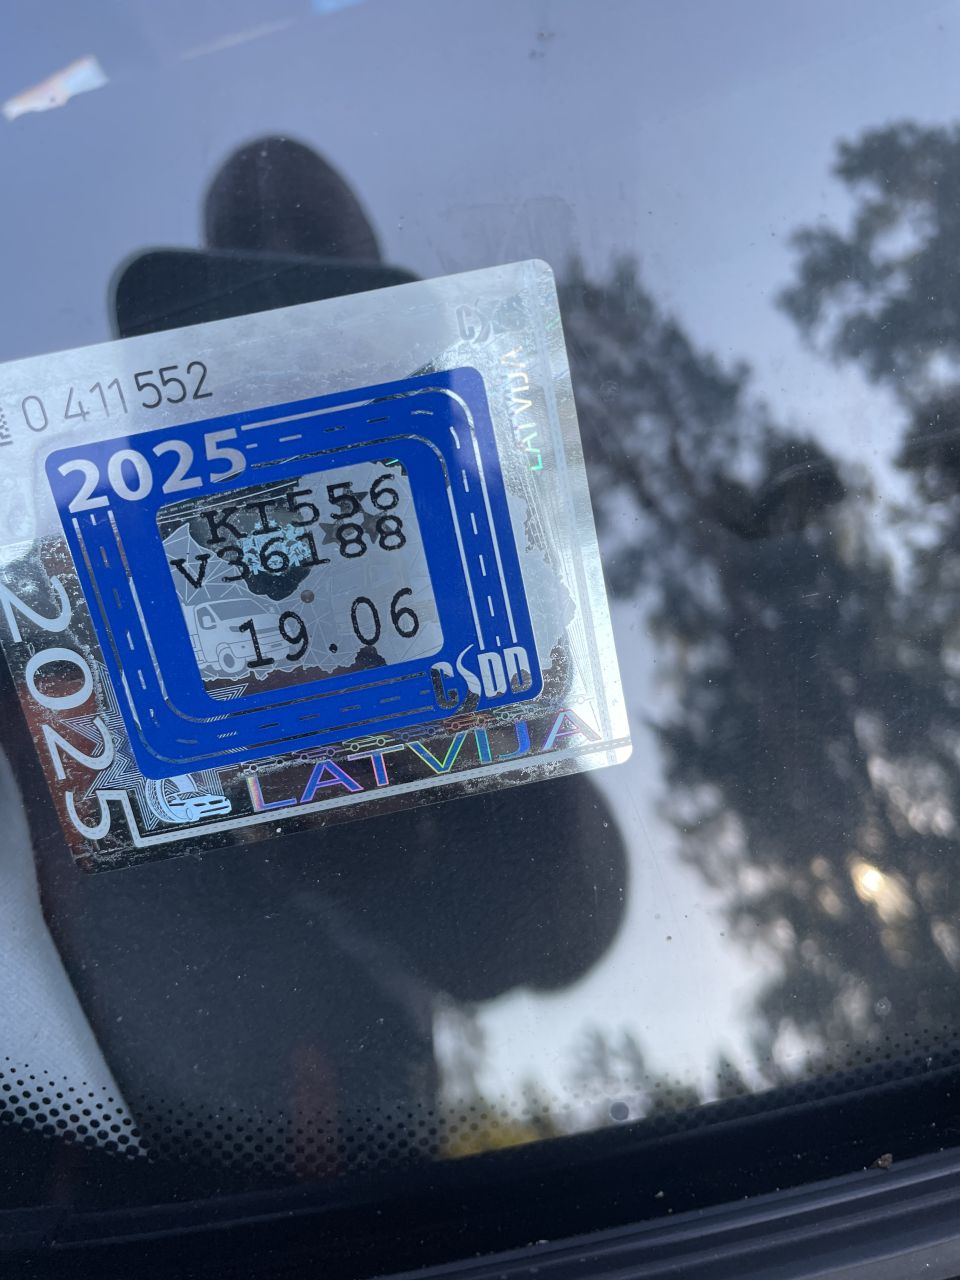 0 411552
2025
KT556
V36188
19.06
CSDD
LATVIJA
2025
LATVIJA